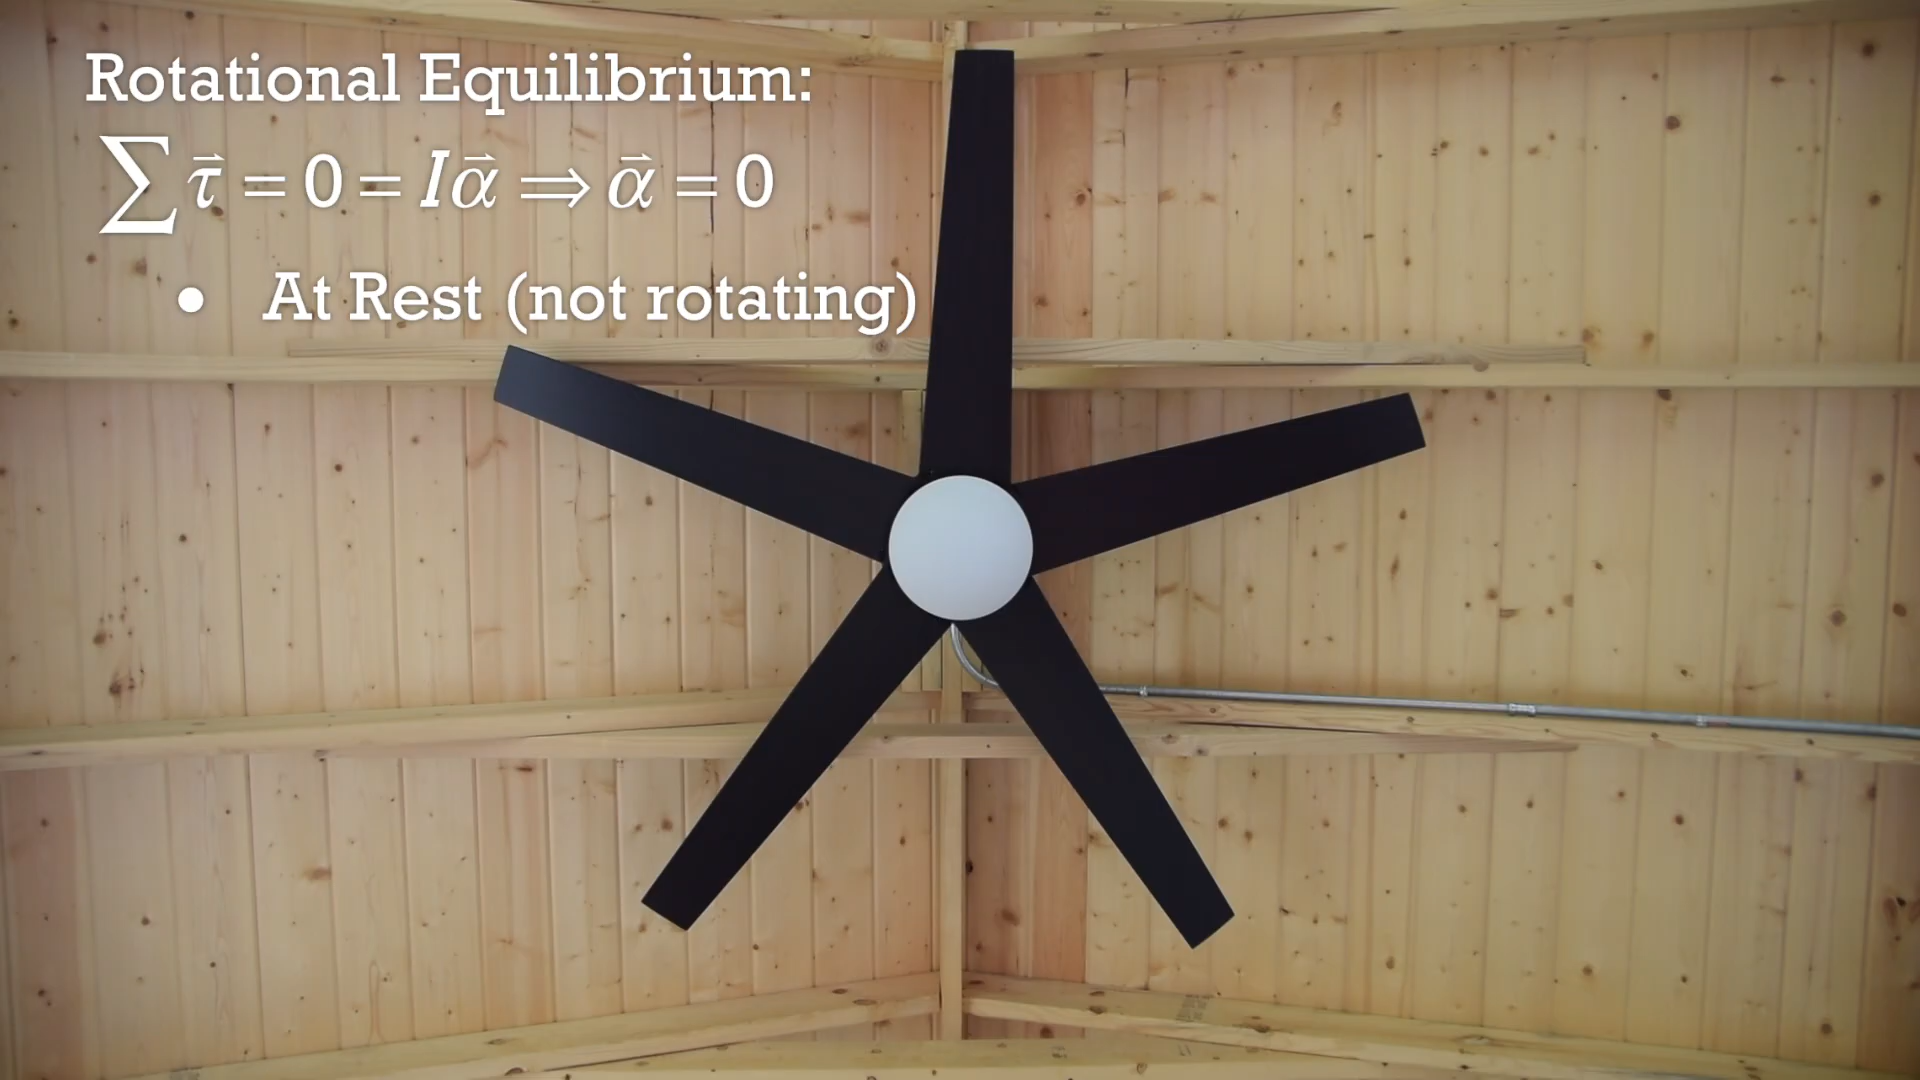 Rotational Equilibrium:
∑ τ⃗ = 0 = Iα⃗ ⇒ α⃗ = 0
• At Rest (not rotating)